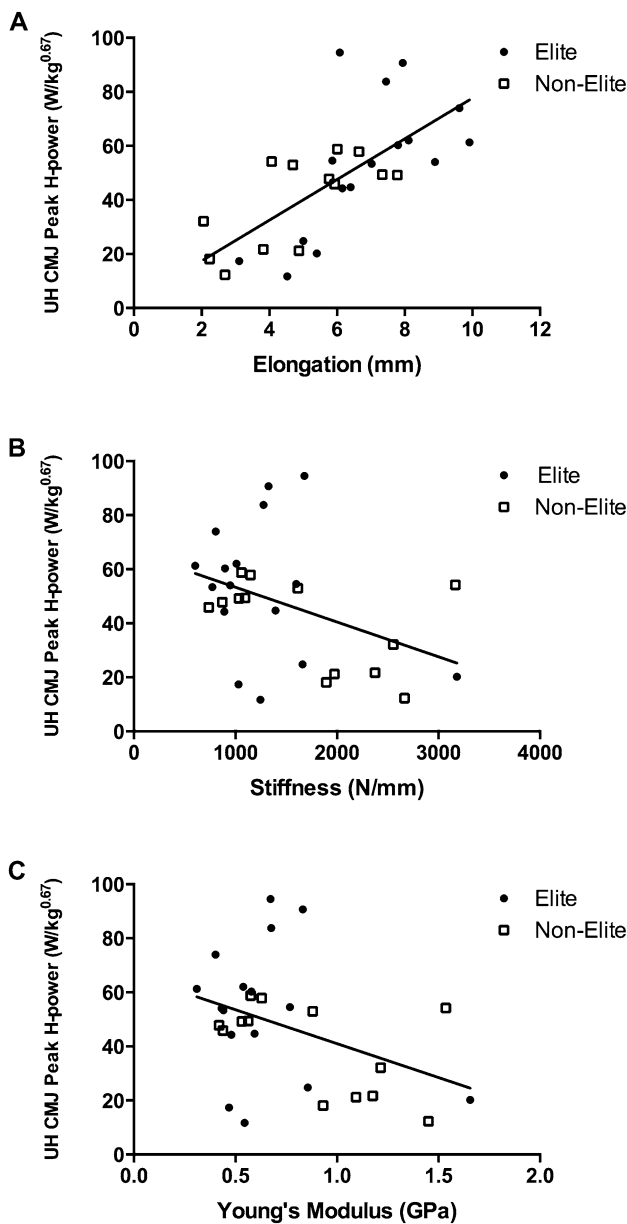 A
UH CMJ Peak H-power (W/kg^0.67)
100
80
60
40
20
0
0 2 4 6 8 10 12
Elongation (mm)
Elite
Non-Elite
B
UH CMJ Peak H-power (W/kg^0.67)
100
80
60
40
20
0
0 1000 2000 3000 4000
Stiffness (N/mm)
Elite
Non-Elite
C
UH CMJ Peak H-power (W/kg^0.67)
100
80
60
40
20
0
0.0 0.5 1.0 1.5 2.0
Young's Modulus (GPa)
Elite
Non-Elite